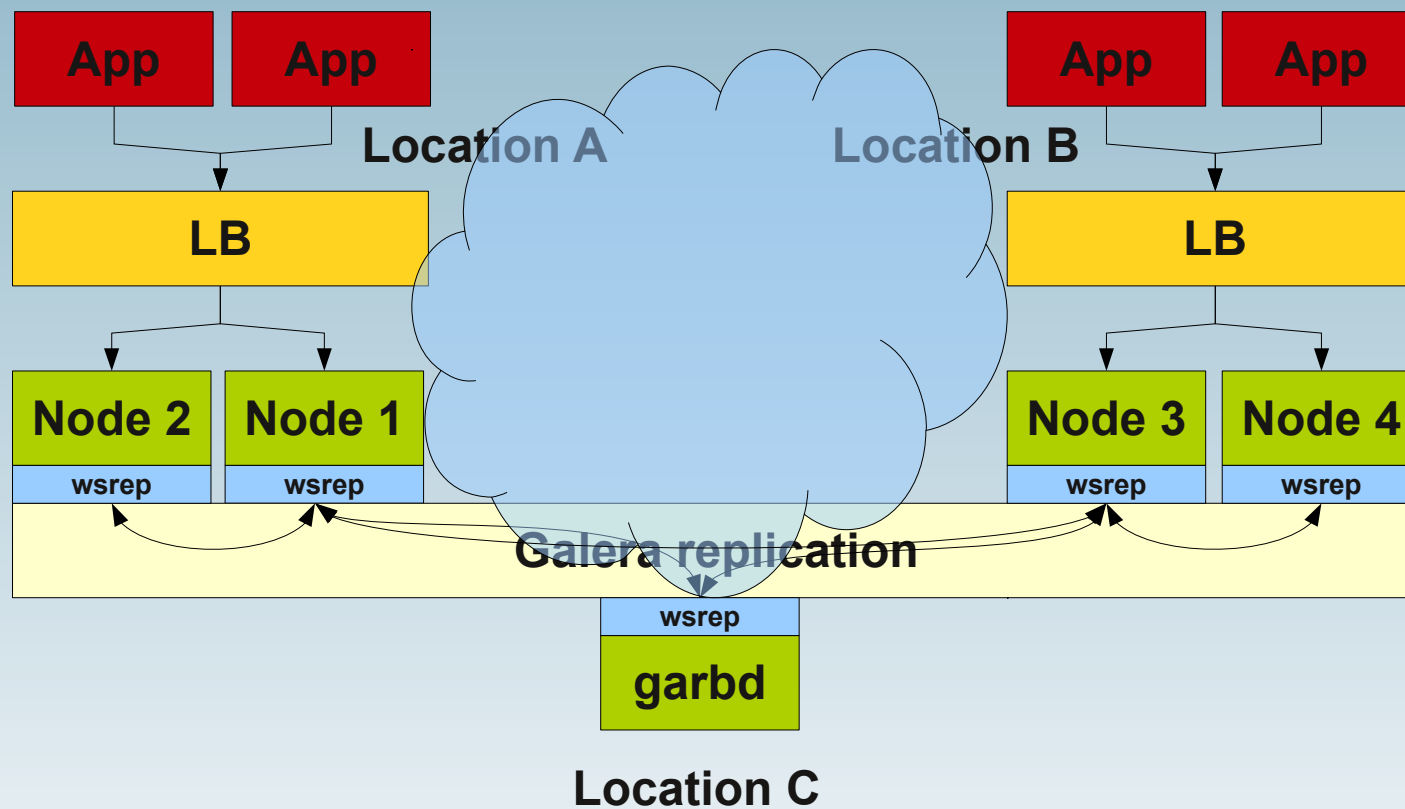 App
App
App
App
Location A
Location B
LB
LB
Node 2
Node 1
Node 3
Node 4
wsrep
wsrep
wsrep
wsrep
Galera replication
wsrep
garbd
Location C